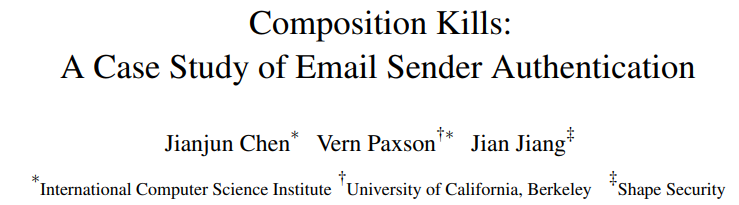 Composition Kills:
A Case Study of Email Sender Authentication
Jianjun Chen* Vern Paxson†* Jian Jiang‡
*International Computer Science Institute †University of California, Berkeley ‡Shape Security